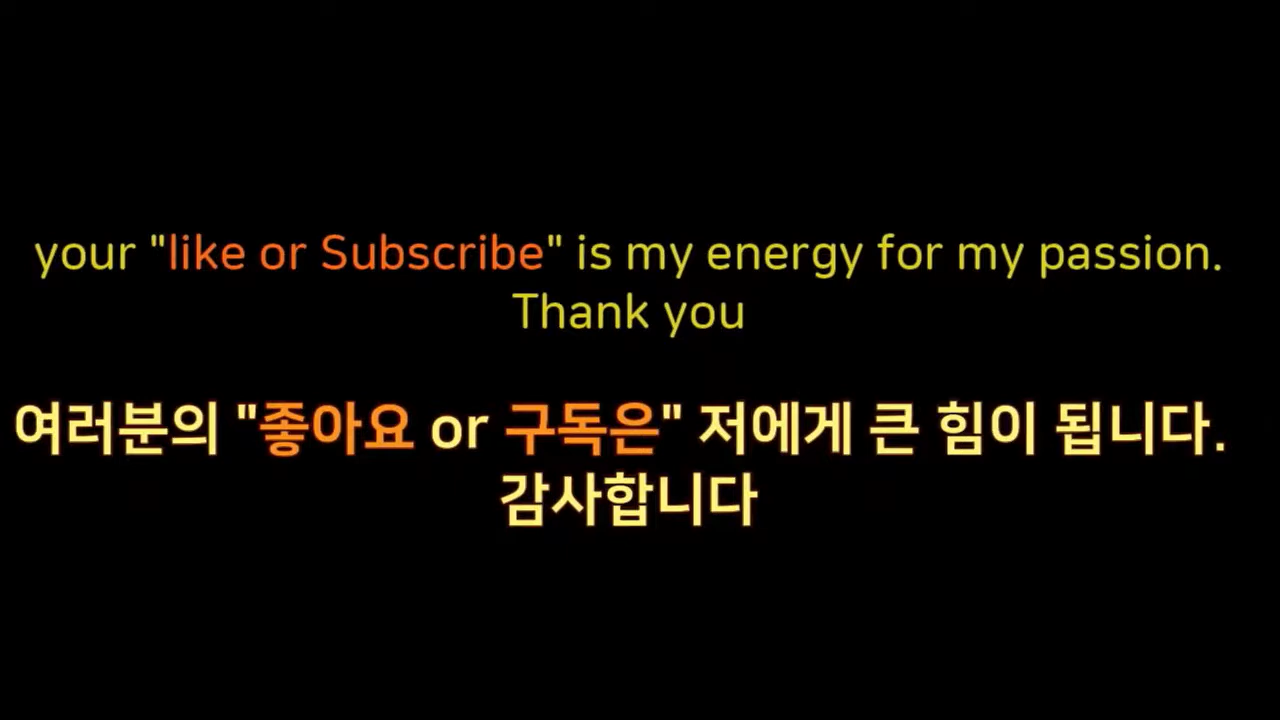 your "like or Subscribe" is my energy for my passion.
Thank you
여러분의 "좋아요 or 구독은" 저에게 큰 힘이 됩니다.
감사합니다